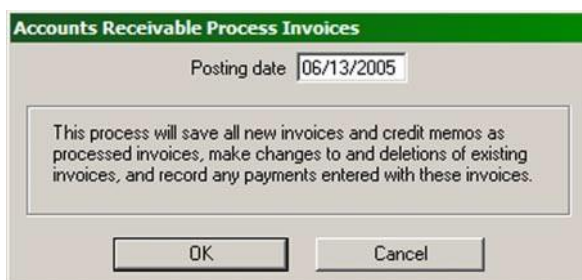 Accounts Receivable Process Invoices
Posting date 06/13/2005
This process will save all new invoices and credit memos as
processed invoices, make changes to and deletions of existing
invoices, and record any payments entered with these invoices.
OK Cancel